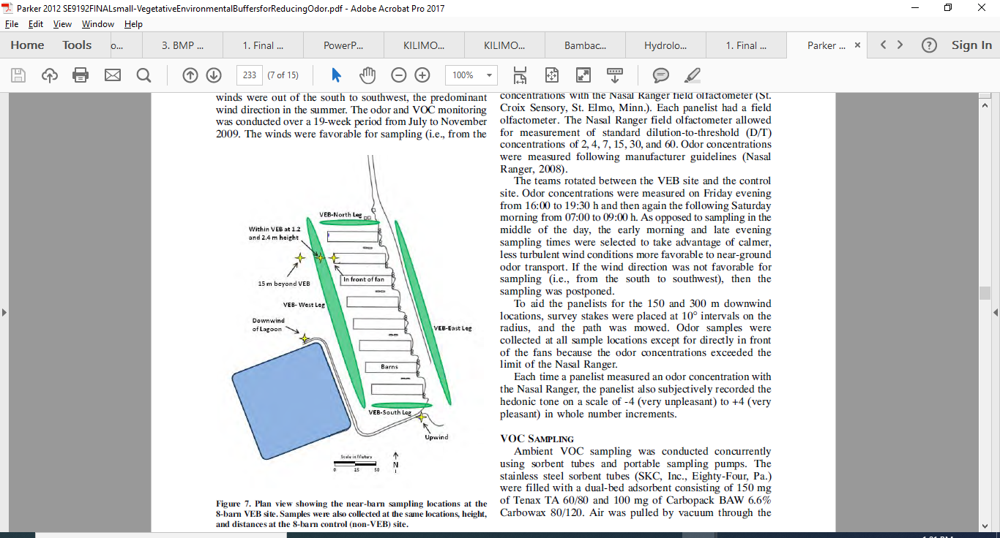 Parker 2012 SE9192FINALsmall-VegetativeEnvironmentalBuffersforReducingOdor.pdf - Adobe Acrobat Pro 2017
File Edit View Window Help
Home Tools o... 3. BMP ... 1. Final ... PowerP... KILIMO... KILIMO... Bambac... Hydrolo... 1. Final ... Parker ... × Sign In
233 (7 of 15) 100%
winds were out of the south to southwest, the predominant
wind direction in the summer. The odor and VOC monitoring
was conducted over a 19-week period from July to November
2009. The winds were favorable for sampling (i.e., from the
VEB-North Leg
Within VEB at 1.2
and 2.4 m height
15 m beyond VEB
In front of fan
VEB- West Leg
Downwind
of Lagoon
VEB-East Leg
Barns
VEB-South Leg
Upwind
Scale in Meters
0 25 50
N
Figure 7. Plan view showing the near-barn sampling locations at the
8-barn VEB site. Samples were also collected at the same locations, height,
and distances at the 8-barn control (non-VEB) site.
concentrations with the Nasal Ranger field olfactometer (St.
Croix Sensory, St. Elmo, Minn.). Each panelist had a field
olfactometer. The Nasal Ranger field olfactometer allowed
for measurement of standard dilution-to-threshold (D/T)
concentrations of 2, 4, 7, 15, 30, and 60. Odor concentrations
were measured following manufacturer guidelines (Nasal
Ranger, 2008).
The teams rotated between the VEB site and the control
site. Odor concentrations were measured on Friday evening
from 16:00 to 19:30 h and then again the following Saturday
morning from 07:00 to 09:00 h. As opposed to sampling in the
middle of the day, the early morning and late evening
sampling times were selected to take advantage of calmer,
less turbulent wind conditions more favorable to near-ground
odor transport. If the wind direction was not favorable for
sampling (i.e., from the south to southwest), then the
sampling was postponed.
To aid the panelists for the 150 and 300 m downwind
locations, survey stakes were placed at 10° intervals on the
radius, and the path was mowed. Odor samples were
collected at all sample locations except for directly in front
of the fans because the odor concentrations exceeded the
limit of the Nasal Ranger.
Each time a panelist measured an odor concentration with
the Nasal Ranger, the panelist also subjectively recorded the
hedonic tone on a scale of -4 (very unpleasant) to +4 (very
pleasant) in whole number increments.
VOC SAMPLING
Ambient VOC sampling was conducted concurrently
using sorbent tubes and portable sampling pumps. The
stainless steel sorbent tubes (SKC, Inc., Eighty-Four, Pa.)
were filled with a dual-bed adsorbent consisting of 150 mg
of Tenax TA 60/80 and 100 mg of Carbopack BAW 6.6%
Carbowax 80/120. Air was pulled by vacuum through the